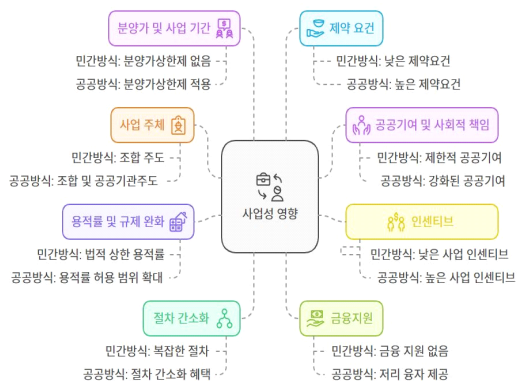 분양가 및 사업 기간
민간방식: 분양가상한제 없음
공공방식: 분양가상한제 적용
제약 요건
민간방식: 낮은 제약요건
공공방식: 높은 제약요건
사업 주체
민간방식: 조합 주도
공공방식: 조합 및 공공기관주도
공공기여 및 사회적 책임
민간방식: 제한적 공공기여
공공방식: 강화된 공공기여
사업성 영향
용적률 및 규제 완화
민간방식: 법적 상한 용적률
공공방식: 용적률 허용 범위 확대
인센티브
민간방식: 낮은 사업 인센티브
공공방식: 높은 사업 인센티브
절차 간소화
민간방식: 복잡한 절차
공공방식: 절차 간소화 혜택
금융지원
민간방식: 금융 지원 없음
공공방식: 저리 융자 제공